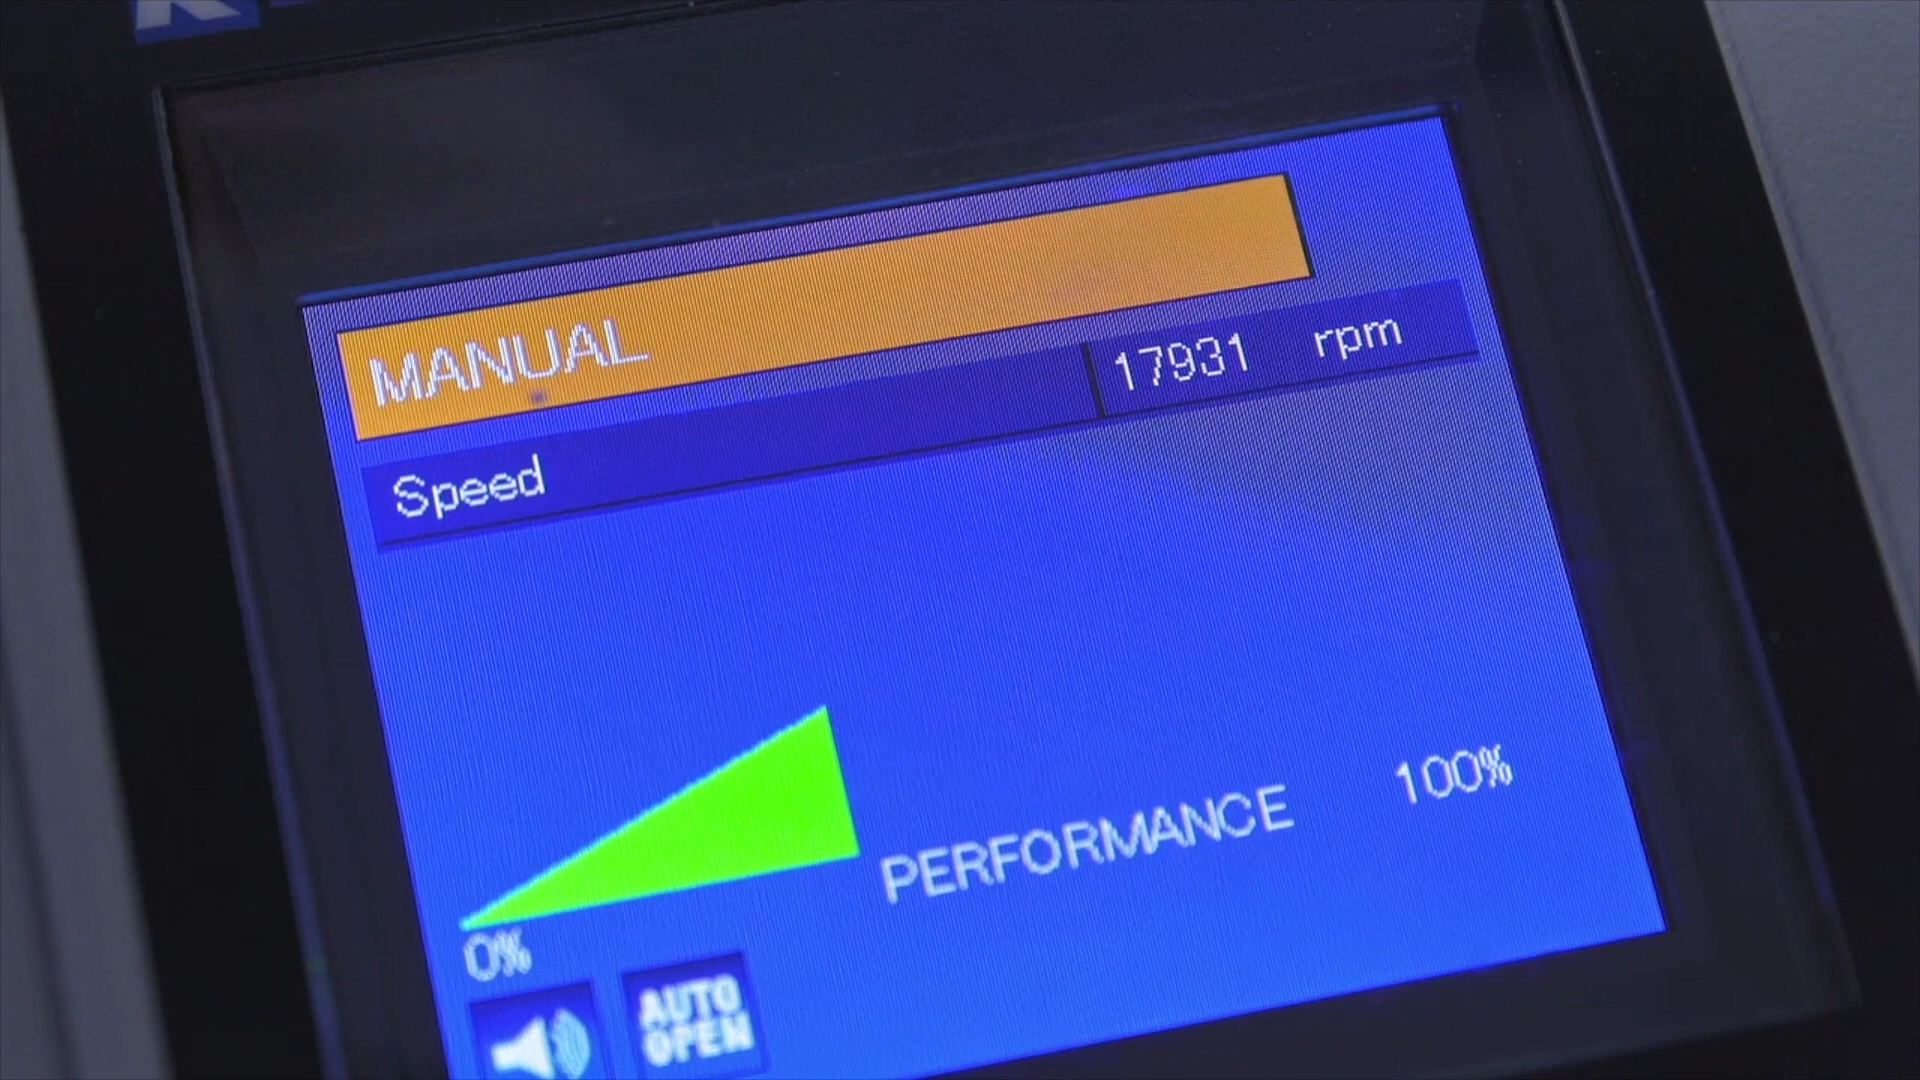 MANUAL
Speed 17931 rpm
PERFORMANCE 100%
0%
AUTO
OPEN